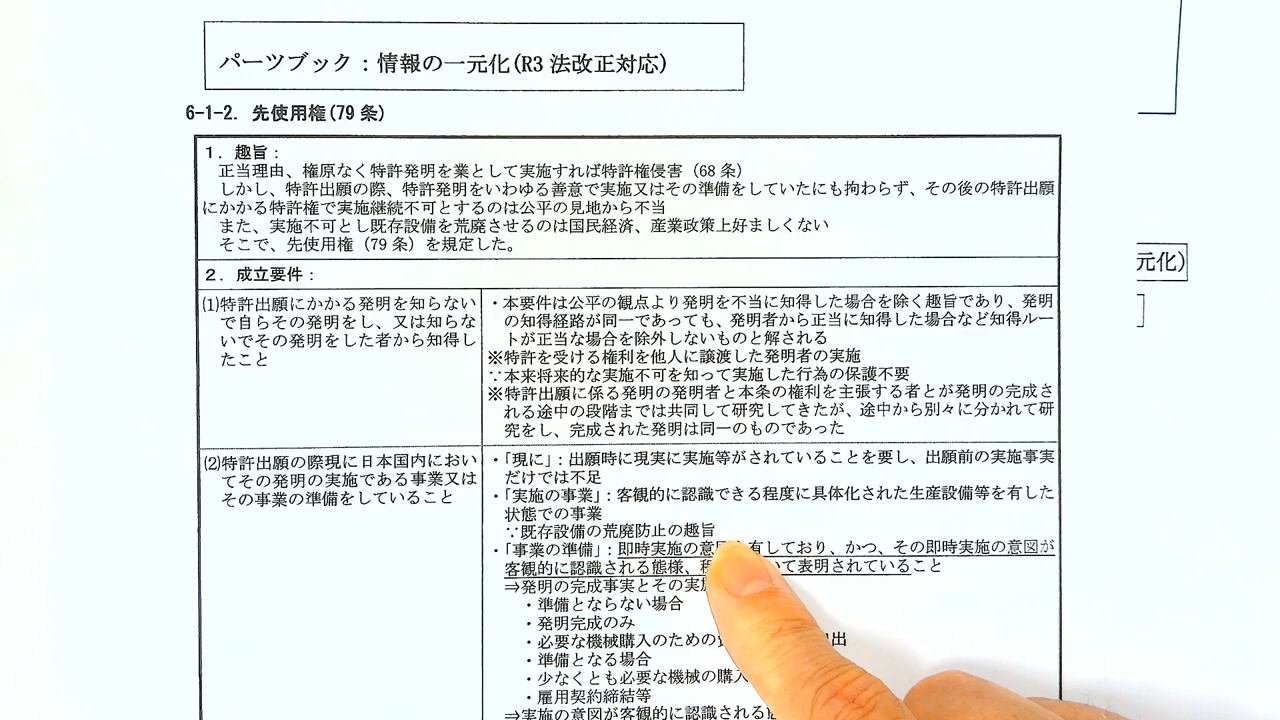 パーツブック：情報の一元化(R3 法改正対応)
6-1-2. 先使用権(79 条)
１．趣旨：
正当理由、権原なく特許発明を業として実施すれば特許権侵害（68 条）
しかし、特許出願の際、特許発明をいわゆる善意で実施又はその準備をしていたにも拘わらず、その後の特許出願
にかかる特許権で実施継続不可とするのは公平の見地から不当
また、実施不可とし既存設備を荒廃させるのは国民経済、産業政策上好ましくない
そこで、先使用権（79 条）を規定した。
２．成立要件：
⑴特許出願にかかる発明を知らない
で自らその発明をし、又は知らな
いでその発明をした者から知得し
たこと
・本要件は公平の観点より発明を不当に知得した場合を除く趣旨であり、発明
の知得経路が同一であっても、発明者から正当に知得した場合など知得ルー
トが正当な場合を除外しないものと解される
※特許を受ける権利を他人に譲渡した発明者の実施
∵本来将来的な実施不可を知って実施した行為の保護不要
※特許出願に係る発明の発明者と本条の権利を主張する者とが発明の完成さ
れる途中の段階までは共同して研究してきたが、途中から別々に分かれて研
究をし、完成された発明は同一のものであった
⑵特許出願の際現に日本国内におい
てその発明の実施である事業又は
その事業の準備をしていること
・「現に」：出願時に現実に実施等がされていることを要し、出願前の実施事実
だけでは不足
・「実施の事業」：客観的に認識できる程度に具体化された生産設備等を有した
状態での事業
∵既存設備の荒廃防止の趣旨
・「事業の準備」：即時実施の意図を有しており、かつ、その即時実施の意図が
客観的に認識される態様、程 いて表明されていること
⇒発明の完成事実とその実施
・準備とならない場合
・発明完成のみ
・必要な機械購入のための 出
・準備となる場合
・少なくとも必要な機械の購入
・雇用契約締結等
⇒実施の意図が客観的に認識される
元化)